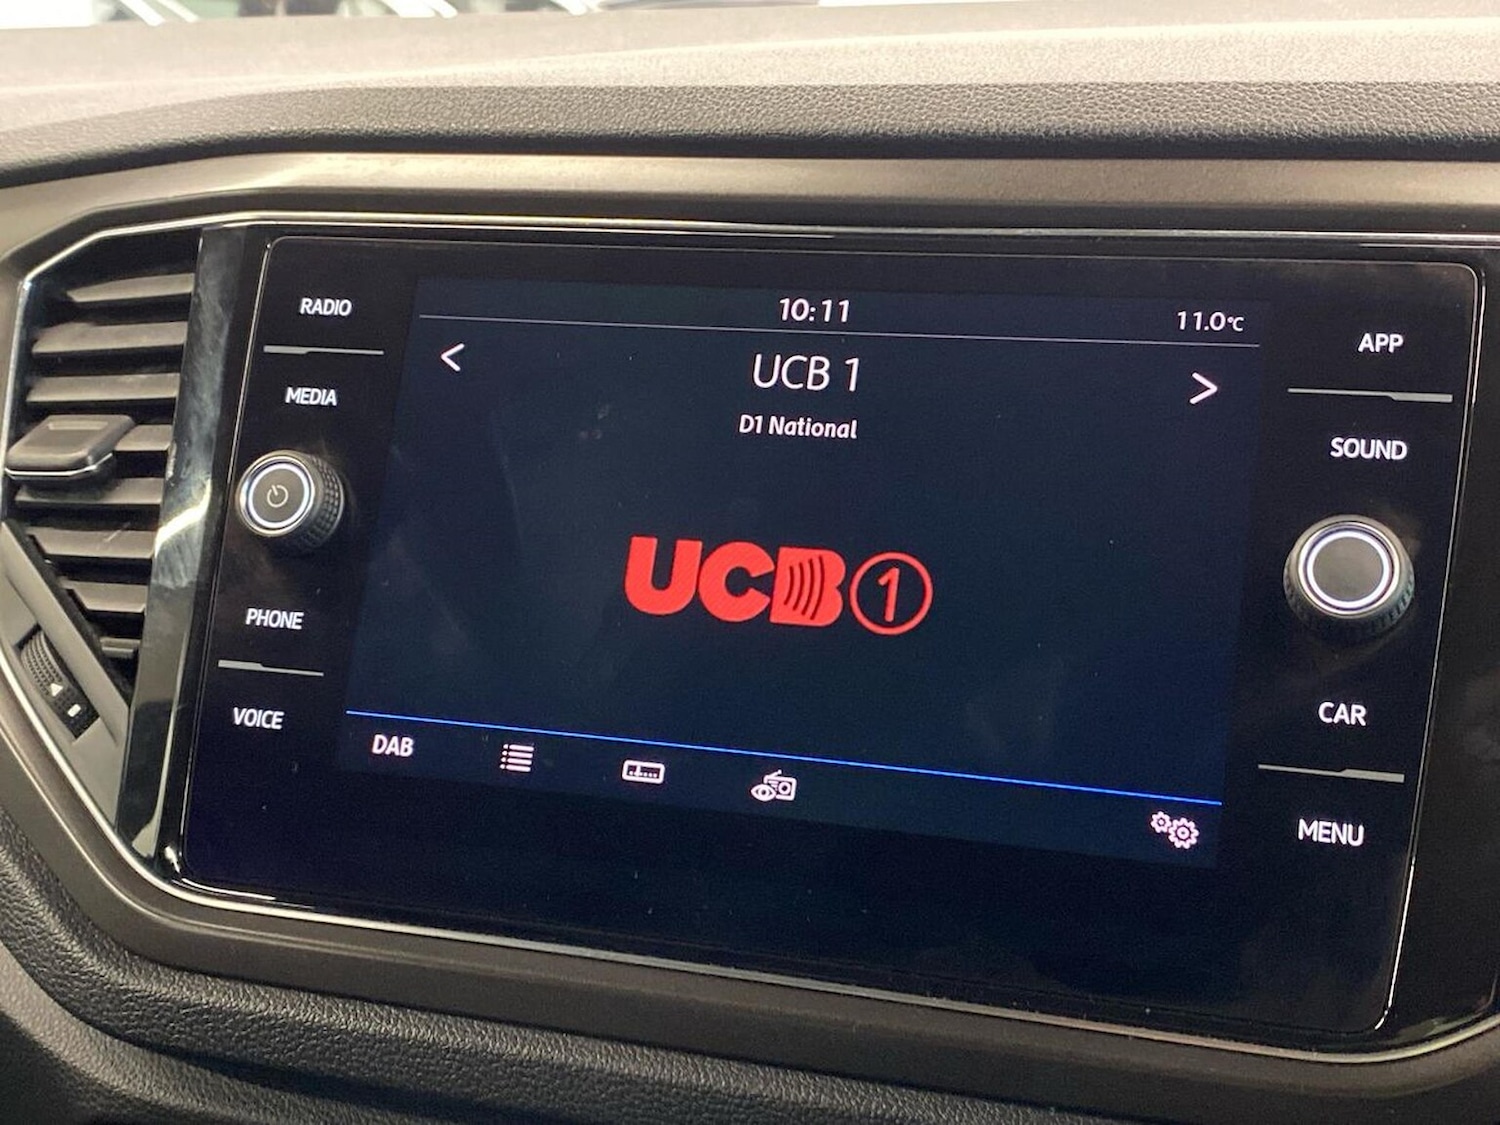 RADIO
MEDIA
PHONE
VOICE
10:11
11.0°C
UCB 1
D1 National
UCB 1
DAB
APP
SOUND
CAR
MENU